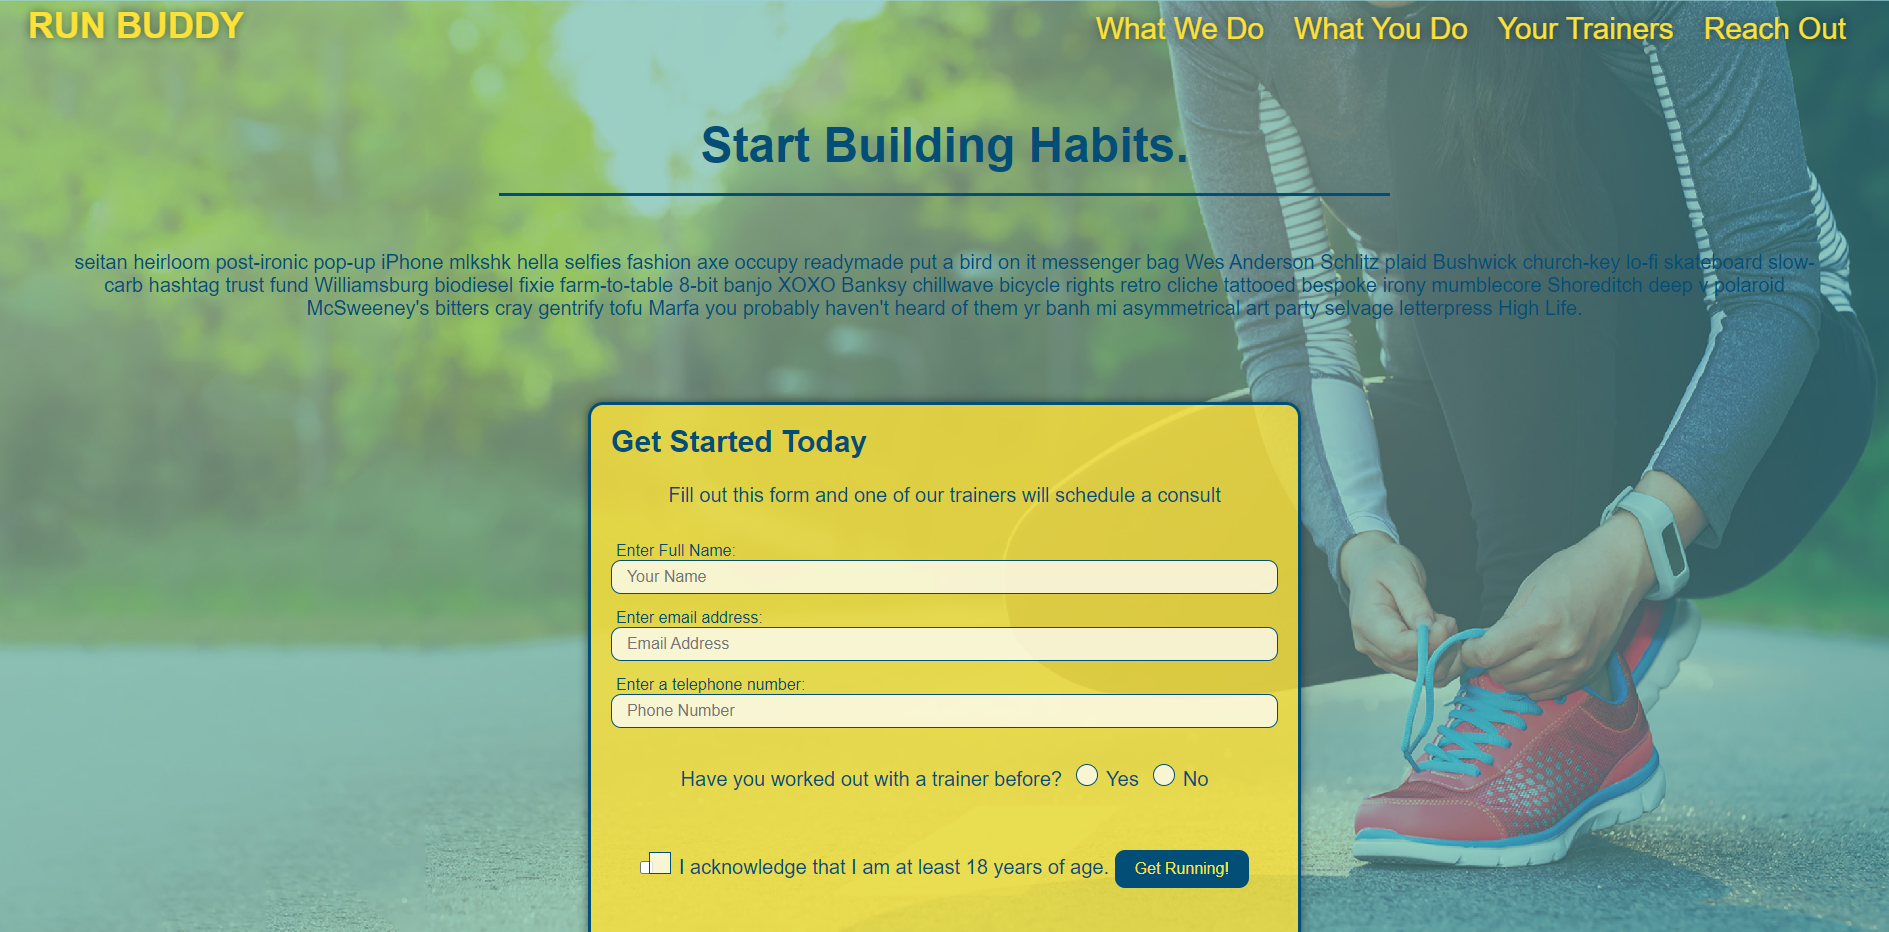 RUN BUDDY
What We Do What You Do Your Trainers Reach Out
Start Building Habits.
seitan heirloom post-ironic pop-up iPhone mlkshk hella selfies fashion axe occupy readymade put a bird on it messenger bag Wes Anderson Schlitz plaid Bushwick church-key lo-fi skateboard slow-
carb hashtag trust fund Williamsburg biodiesel fixie farm-to-table 8-bit banjo XOXO Banksy chillwave bicycle rights retro cliche tattooed bespoke irony mumblecore Shoreditch deep v polaroid
McSweeney's bitters cray gentrify tofu Marfa you probably haven't heard of them yr banh mi asymmetrical art party selvage letterpress High Life.
Get Started Today
Fill out this form and one of our trainers will schedule a consult
Enter Full Name:
Your Name
Enter email address:
Email Address
Enter a telephone number:
Phone Number
Have you worked out with a trainer before? Yes No
I acknowledge that I am at least 18 years of age. Get Running!